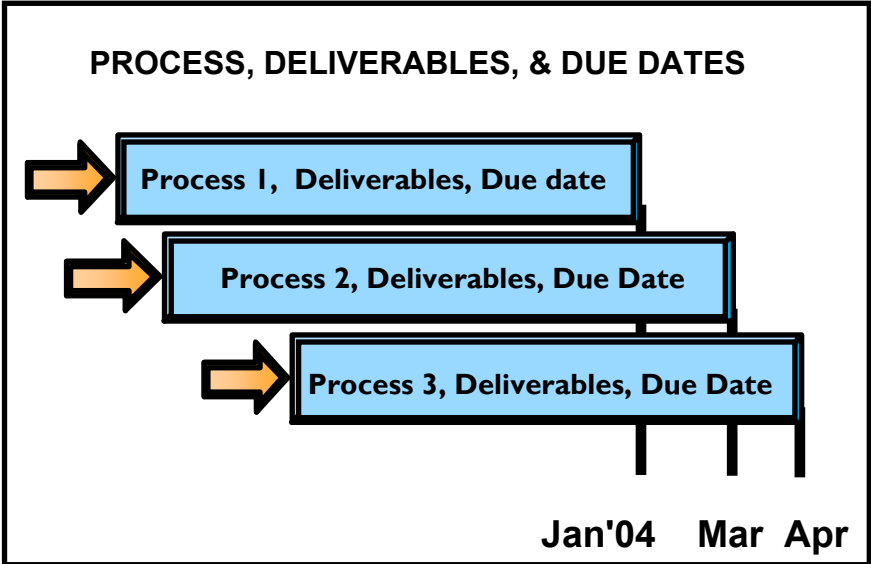 PROCESS, DELIVERABLES, & DUE DATES
Process 1, Deliverables, Due date
Process 2, Deliverables, Due Date
Process 3, Deliverables, Due Date
Jan'04 Mar Apr